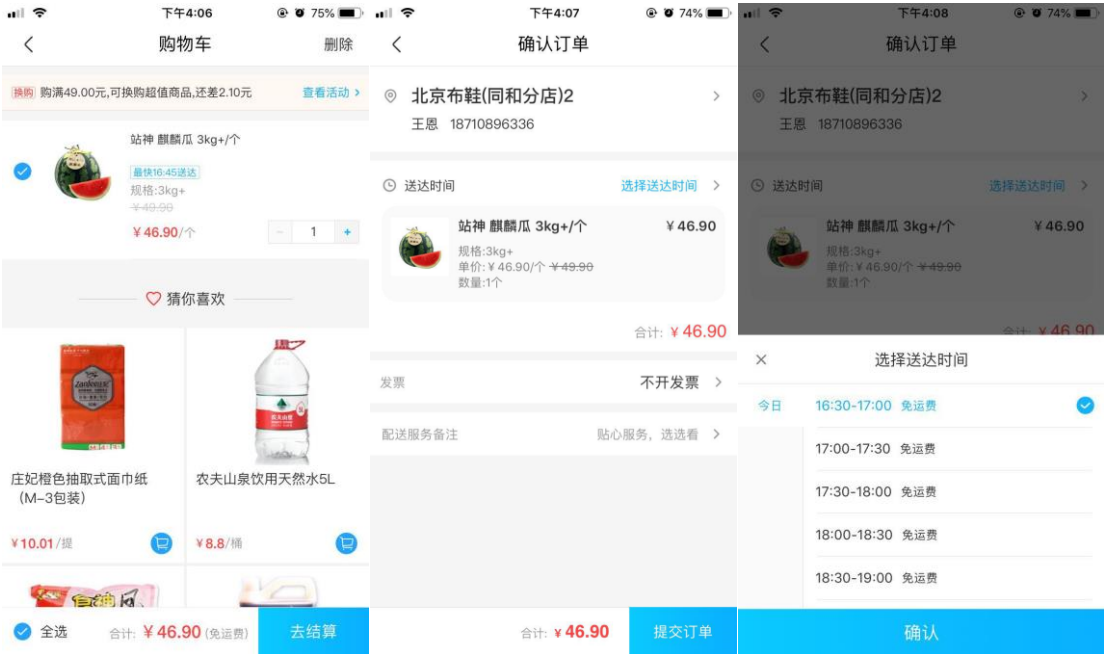 下午4:06
75%
购物车
删除
换购 购满49.00元,可换购超值商品,还差2.10元
查看活动 >
站神 麒麟瓜 3kg+/个
最快16:45送达
规格:3kg+
¥49.90
¥46.90/个
- 1 +
猜你喜欢
庄妃橙色抽取式面巾纸
（M-3包装）
¥10.01/提
农夫山泉饮用天然水5L
¥8.8/桶
全选
合计: ¥46.90 (免运费)
去结算
下午4:07
74%
确认订单
北京布鞋(同和分店)2
王恩 18710896336
送达时间
选择送达时间
站神 麒麟瓜 3kg+/个
¥46.90
规格:3kg+
单价:¥46.90/个 ¥49.90
数量:1个
合计: ¥46.90
发票
不开发票
配送服务备注
贴心服务，选选看
合计: ¥46.90
提交订单
下午4:08
74%
确认订单
北京布鞋(同和分店)2
王恩 18710896336
送达时间
选择送达时间
站神 麒麟瓜 3kg+/个
¥46.90
规格:3kg+
单价:¥46.90/个 ¥49.90
数量:1个
合计: ¥46.90
选择送达时间
今日
16:30-17:00 免运费
17:00-17:30 免运费
17:30-18:00 免运费
18:00-18:30 免运费
18:30-19:00 免运费
确认